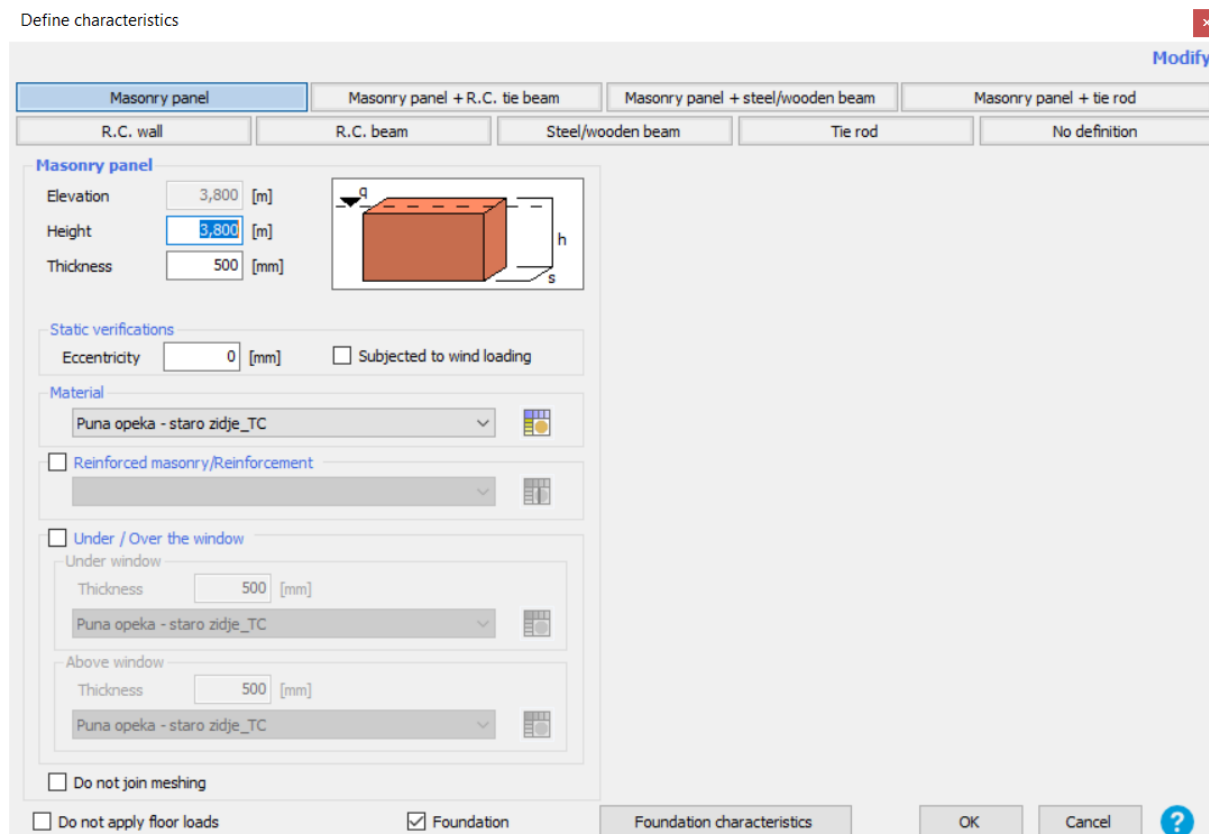 Define characteristics
Modify
Masonry panel Masonry panel + R.C. tie beam Masonry panel + steel/wooden beam Masonry panel + tie rod
R.C. wall R.C. beam Steel/wooden beam Tie rod No definition
Masonry panel
Elevation 3,800 [m]
Height 3,800 [m]
Thickness 500 [mm]
q
h
s
Static verifications
Eccentricity 0 [mm] Subjected to wind loading
Material
Puna opeka - staro zidje_TC
Reinforced masonry/Reinforcement
Under / Over the window
Under window
Thickness 500 [mm]
Puna opeka - staro zidje_TC
Above window
Thickness 500 [mm]
Puna opeka - staro zidje_TC
Do not join meshing
Do not apply floor loads Foundation Foundation characteristics OK Cancel ?